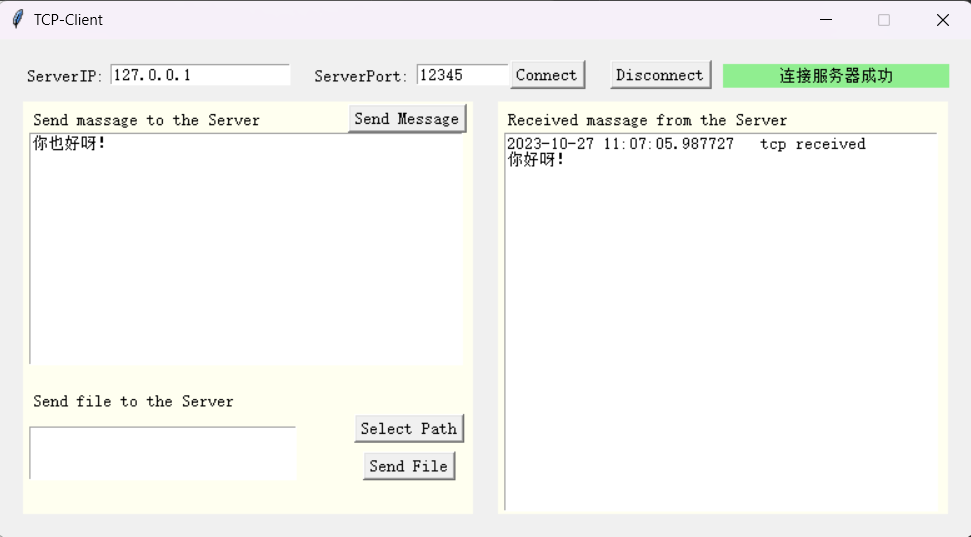 TCP-Client
ServerIP: 127.0.0.1 ServerPort: 12345 Connect Disconnect 连接服务器成功
Send massage to the Server Send Message
你也好呀!
Send file to the Server
Select Path
Send File
Received massage from the Server
2023-10-27 11:07:05.987727 tcp received
你好呀!